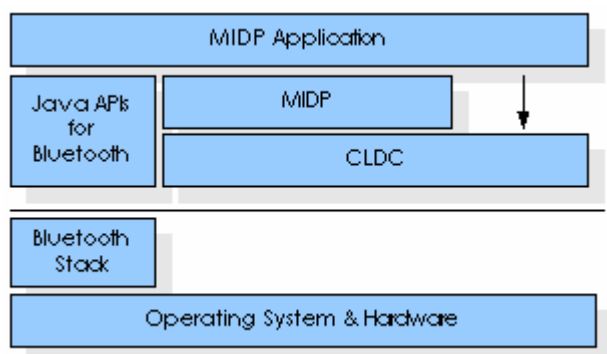 MIDP Application
Java APIs
for
Bluetooth
MIDP
CLDC
Bluetooth
Stack
Operating System & Hardware